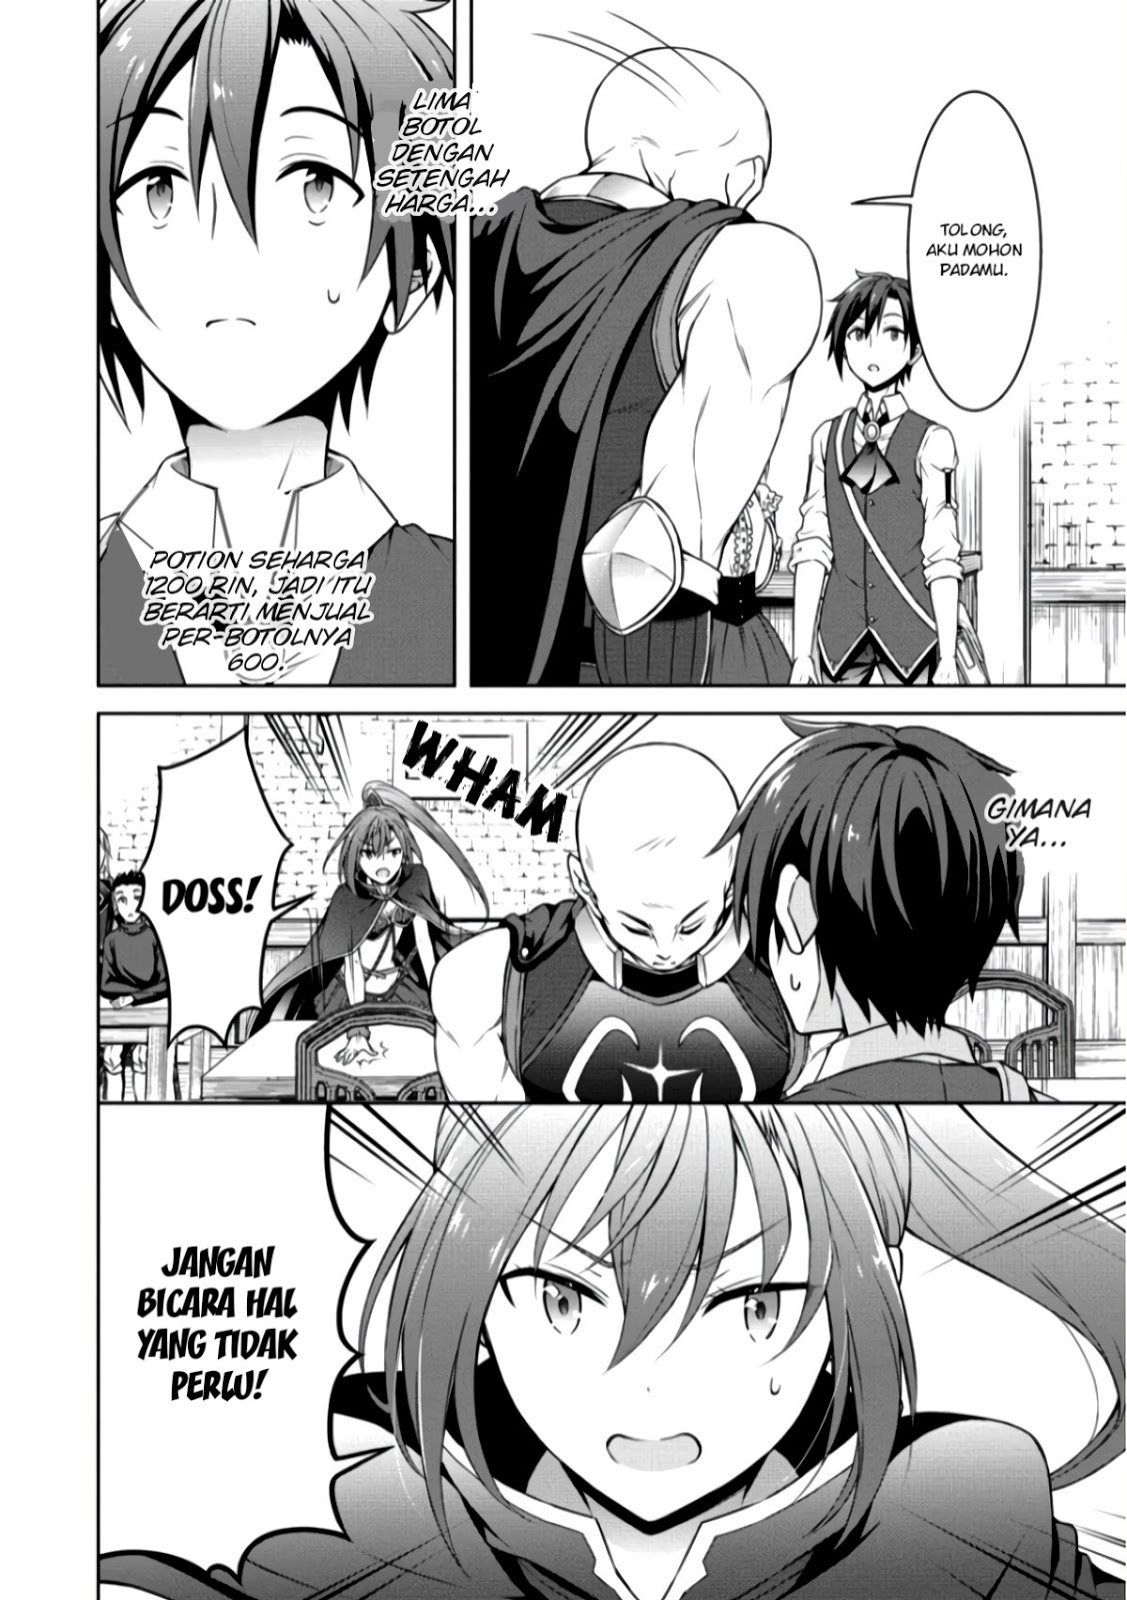 TOLONG,
AKU MOHON
PADAMU.
LIMA
BOTOL
DENGAN
SETENGAH
HARGA...
POTION SEHARGA
1200 RIN, JADI ITU
BERARTI MENJUAL
PER-BOTOLNYA
600.
GIMANA
YA...
WHAM
DOSS!
JANGAN
BICARA HAL
YANG TIDAK
PERLU!